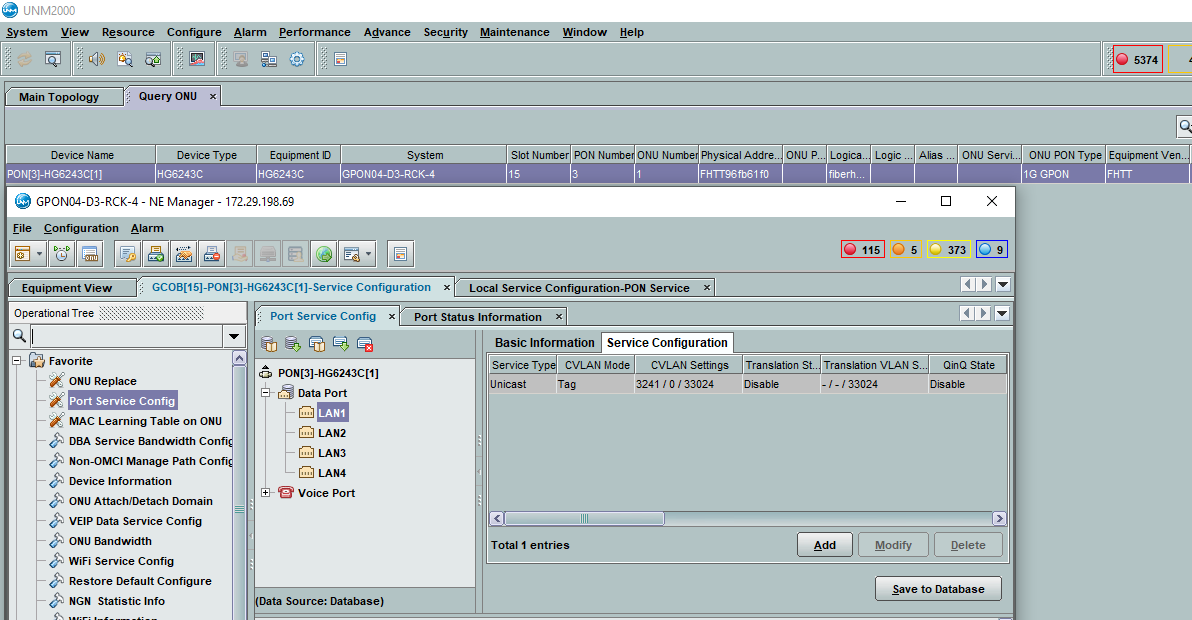 UNM2000
System View Resource Configure Alarm Performance Advance Security Maintenance Window Help
5374
Main Topology Query ONU ×
Device Name Device Type Equipment ID System Slot Number PON Number ONU Number Physical Addre... ONU P... Logica... Logic ... Alias ... ONU Servi... ONU PON Type Equipment Ven...
PON[3]-HG6243C[1] HG6243C HG6243C GPON04-D3-RCK-4 15 3 1 FHTT96fb61f0 fiberh... 1G GPON FHTT
GPON04-D3-RCK-4 - NE Manager - 172.29.198.69
File Configuration Alarm
115 5 373 9
Equipment View GCOB[15]-PON[3]-HG6243C[1]-Service Configuration × Local Service Configuration-PON Service ×
Operational Tree
Port Service Config × Port Status Information ×
Basic Information Service Configuration
Favorite
ONU Replace
Port Service Config
MAC Learning Table on ONU
DBA Service Bandwidth Config
Non-OMCI Manage Path Config
Device Information
ONU Attach/Detach Domain
VEIP Data Service Config
ONU Bandwidth
WiFi Service Config
Restore Default Configure
NGN Statistic Info
WiFi Information
PON[3]-HG6243C[1]
Data Port
LAN1
LAN2
LAN3
LAN4
Voice Port
(Data Source: Database)
Service Type CVLAN Mode CVLAN Settings Translation St... Translation VLAN S... QinQ State
Unicast Tag 3241 / 0 / 33024 Disable - / - / 33024 Disable
Total 1 entries
Add Modify Delete
Save to Database